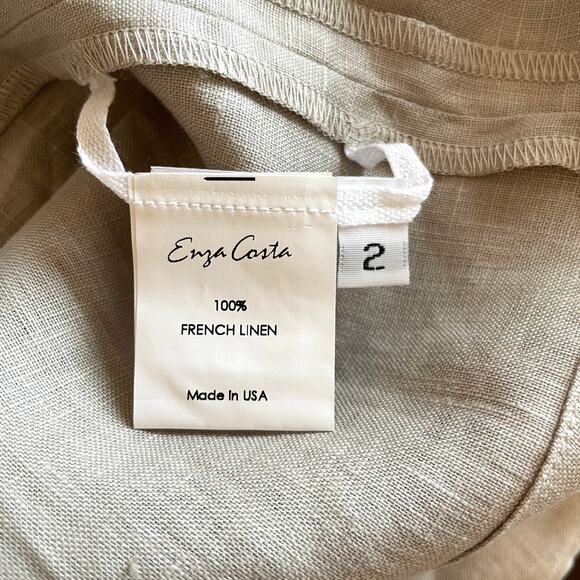 Enza Costa
2
100%
FRENCH LINEN
Made In USA